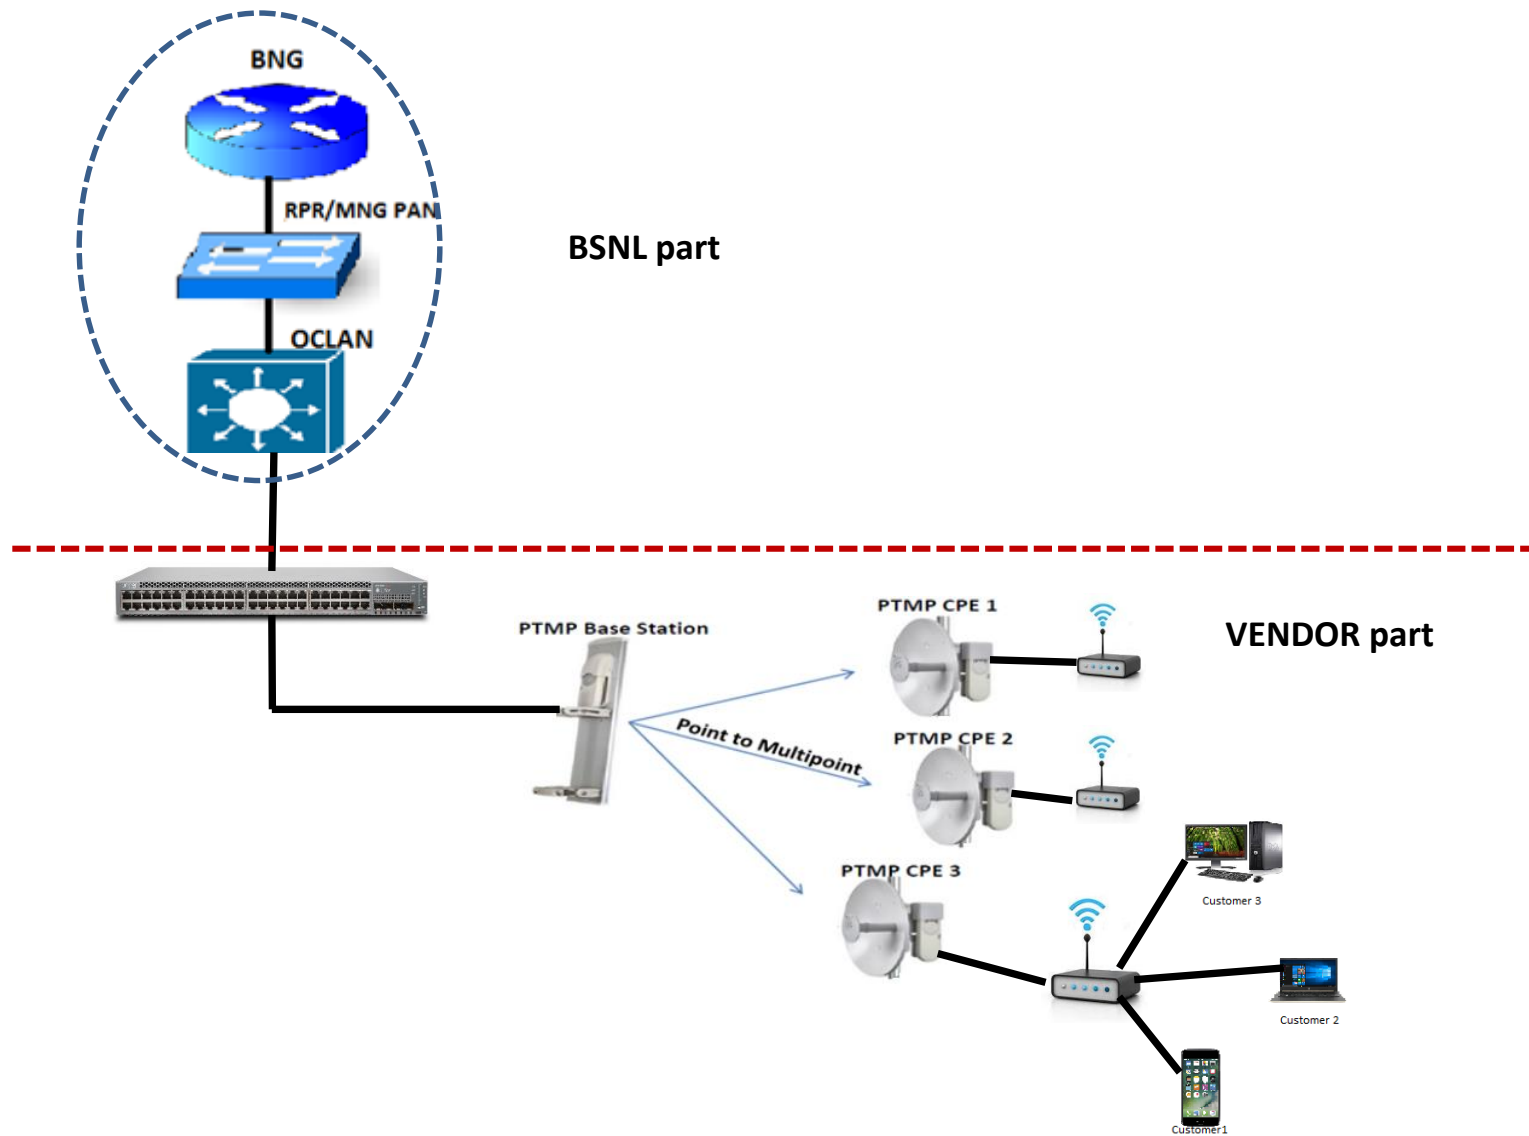 BNG
RPR/MNG PAN
BSNL part
OCLAN
PTMP CPE 1
PTMP Base Station
VENDOR part
Point to Multipoint
PTMP CPE 2
PTMP CPE 3
Customer 3
Customer 2
Customer1